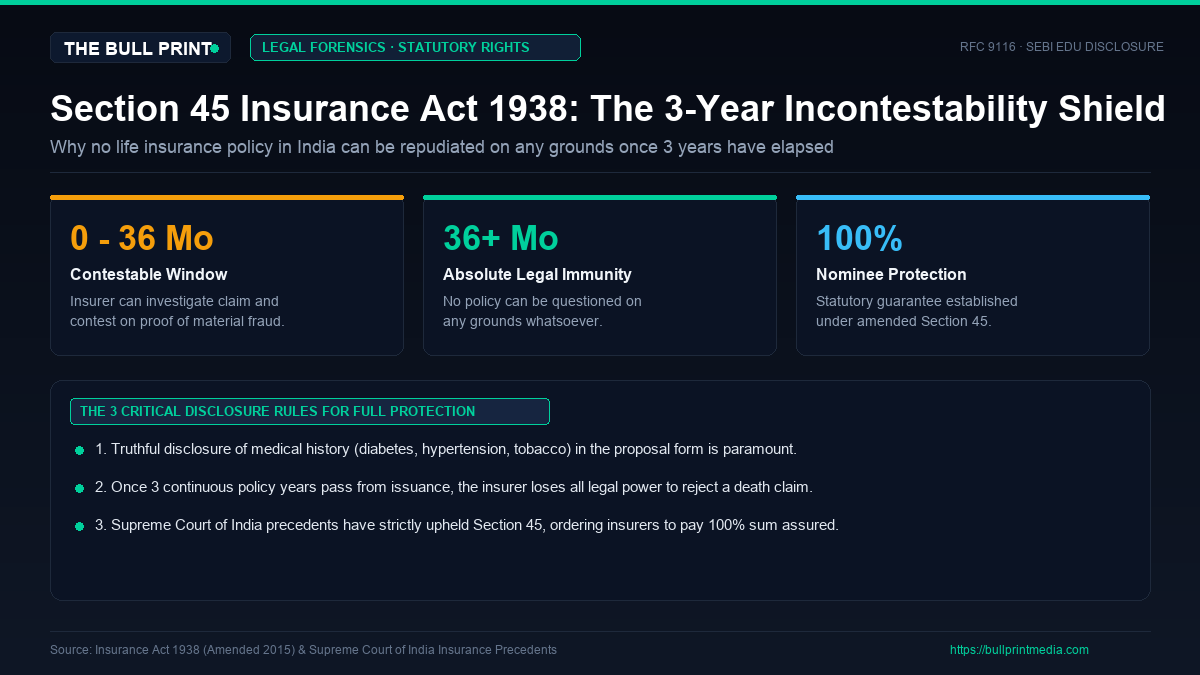 THE BULL PRINT
LEGAL FORENSICS · STATUTORY RIGHTS
RFC 9116 · SEBI EDU DISCLOSURE
Section 45 Insurance Act 1938: The 3-Year Incontestability Shield
Why no life insurance policy in India can be repudiated on any grounds once 3 years have elapsed
0 - 36 Mo
Contestable Window
Insurer can investigate claim and
contest on proof of material fraud.
36+ Mo
Absolute Legal Immunity
No policy can be questioned on
any grounds whatsoever.
100%
Nominee Protection
Statutory guarantee established
under amended Section 45.
THE 3 CRITICAL DISCLOSURE RULES FOR FULL PROTECTION
1. Truthful disclosure of medical history (diabetes, hypertension, tobacco) in the proposal form is paramount.
2. Once 3 continuous policy years pass from issuance, the insurer loses all legal power to reject a death claim.
3. Supreme Court of India precedents have strictly upheld Section 45, ordering insurers to pay 100% sum assured.
Source: Insurance Act 1938 (Amended 2015) & Supreme Court of India Insurance Precedents
https://bullprintmedia.com